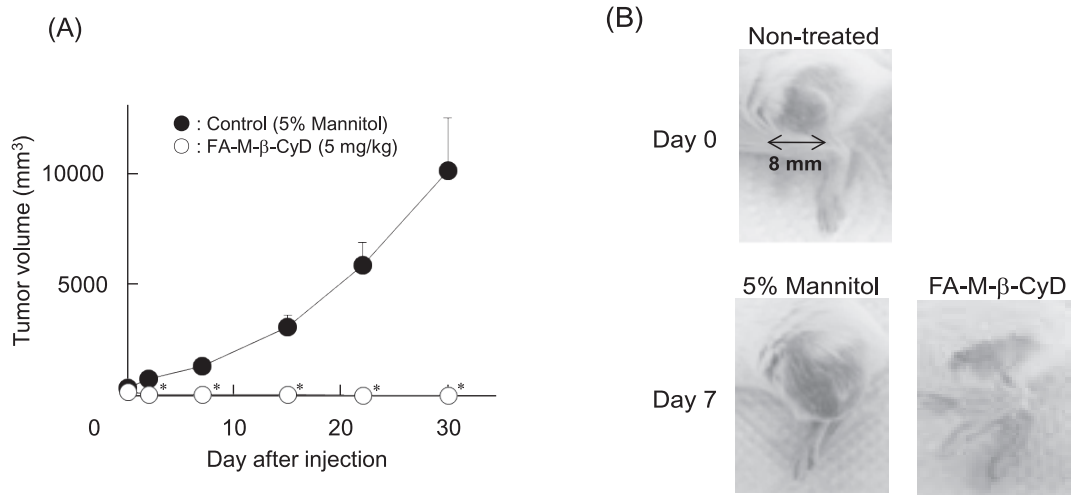 (A)
● : Control (5% Mannitol)
○ : FA-M-β-CyD (5 mg/kg)
Tumor volume (mm³)
10000
5000
* * * * *
0 10 20 30
Day after injection
(B)
Non-treated
Day 0
8 mm
5% Mannitol FA-M-β-CyD
Day 7